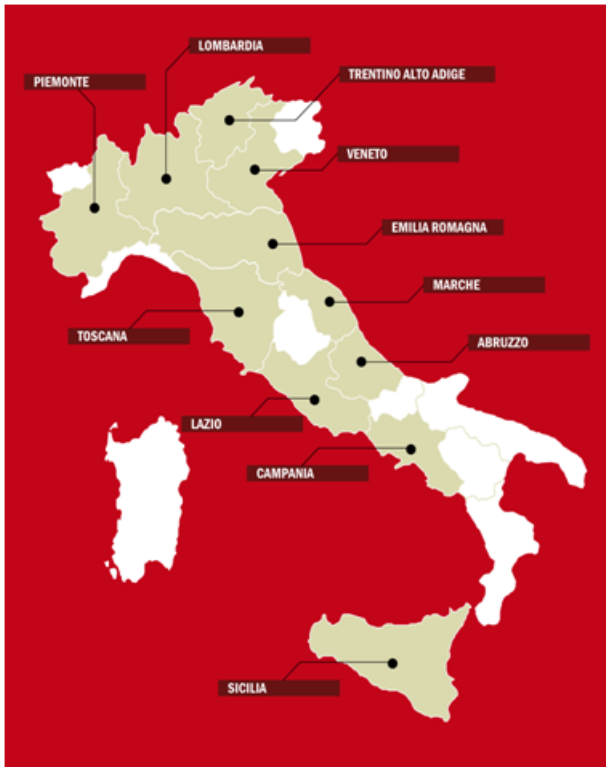 LOMBARDIA
TRENTINO ALTO ADIGE
PIEMONTE
VENETO
EMILIA ROMAGNA
MARCHE
TOSCANA
ABRUZZO
LAZIO
CAMPANIA
SICILIA